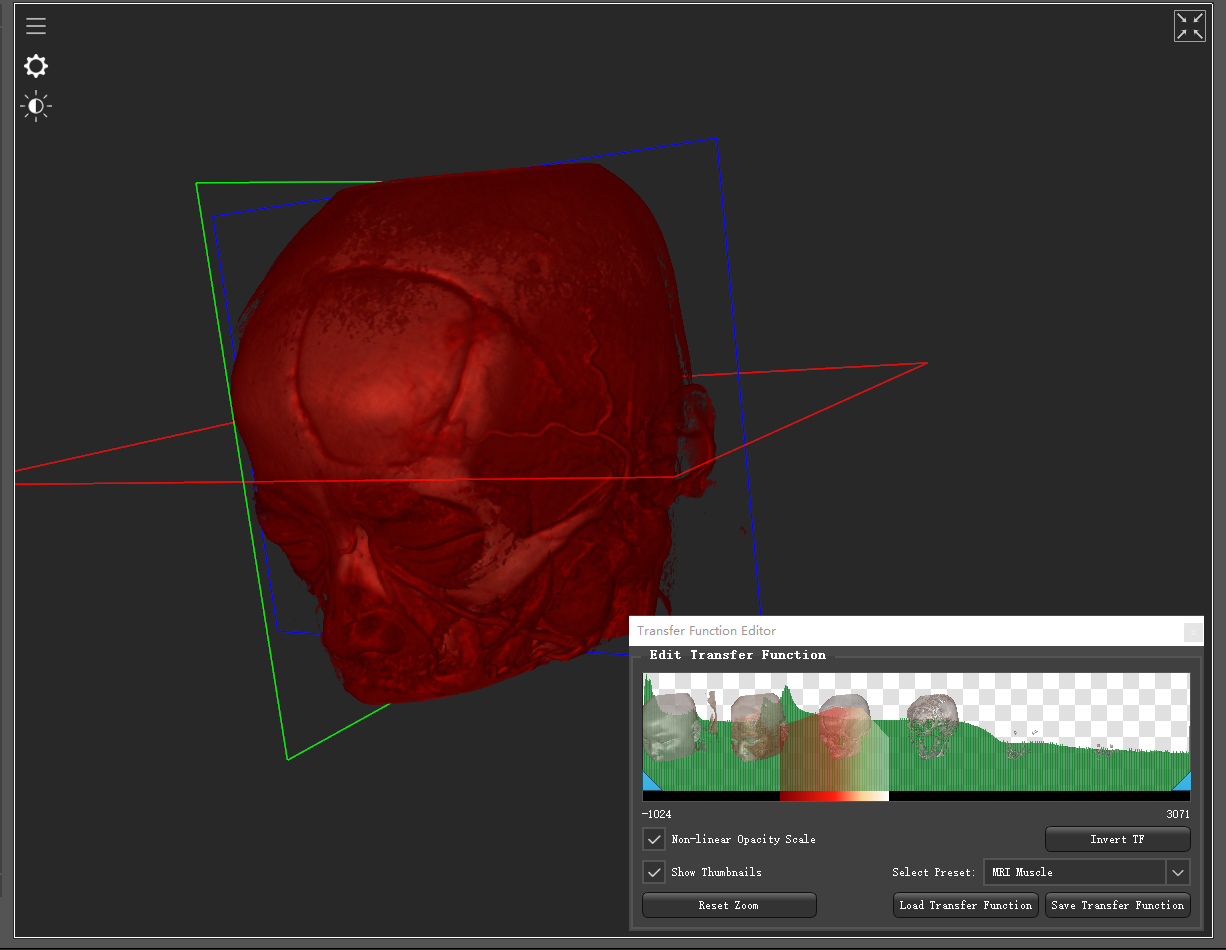 Transfer Function Editor
Edit Transfer Function
-1024
3071
Non-linear Opacity Scale
Invert TF
Show Thumbnails
Select Preset:
MRI Muscle
Reset Zoom
Load Transfer Function
Save Transfer Function